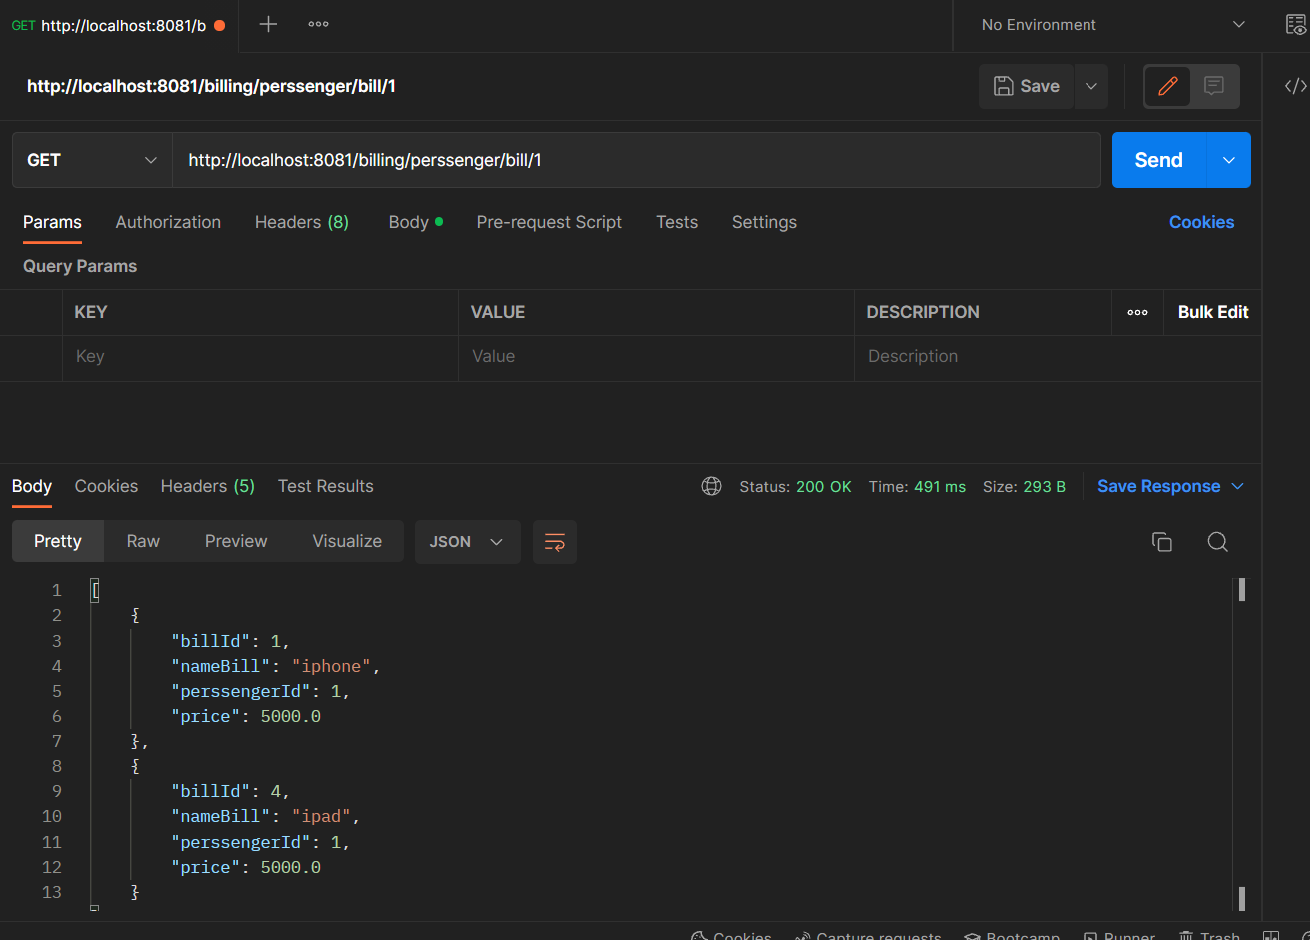 GET http://localhost:8081/b
No Environment
http://localhost:8081/billing/perssenger/bill/1
Save
GET http://localhost:8081/billing/perssenger/bill/1 Send
Params Authorization Headers (8) Body Pre-request Script Tests Settings Cookies
Query Params
KEY VALUE DESCRIPTION Bulk Edit
Key Value Description
Body Cookies Headers (5) Test Results Status: 200 OK Time: 491 ms Size: 293 B Save Response
Pretty Raw Preview Visualize JSON
1 [
2 {
3 "billId": 1,
4 "nameBill": "iphone",
5 "perssengerId": 1,
6 "price": 5000.0
7 },
8 {
9 "billId": 4,
10 "nameBill": "ipad",
11 "perssengerId": 1,
12 "price": 5000.0
13 }
Cookies Capture requests Bootcamp Runner Trash